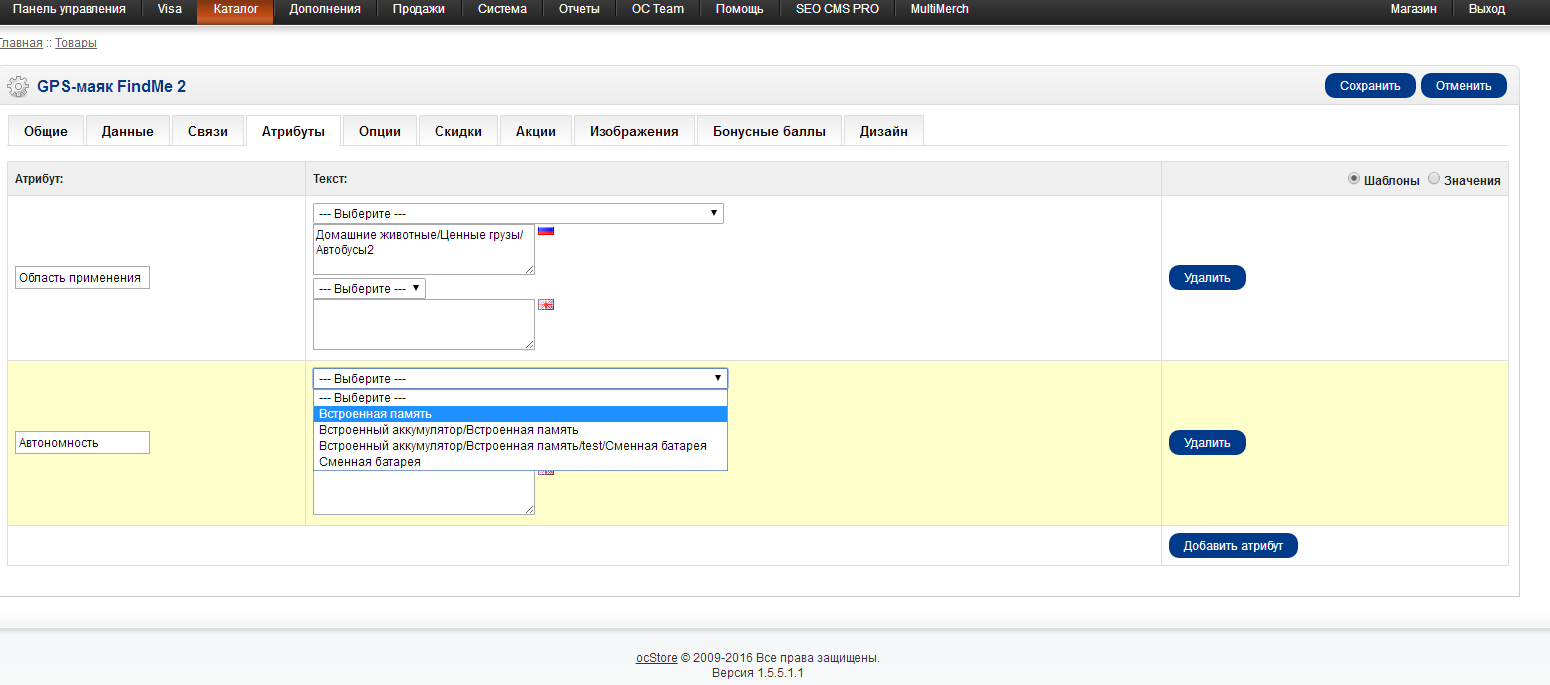 Панель управления Visa Каталог Дополнения Продажи Система Отчеты OC Team Помощь SEO CMS PRO MultiMerch Магазин Выход
Главная :: Товары
GPS-маяк FindMe 2 Сохранить Отменить
Общие Данные Связи Атрибуты Опции Скидки Акции Изображения Бонусные баллы Дизайн
Атрибут: Текст: Шаблоны Значения
--- Выберите ---
Домашние животные/Ценные грузы/
Автобусы2
Область применения Удалить
--- Выберите ---
--- Выберите ---
--- Выберите ---
Встроенная память
Встроенный аккумулятор/Встроенная память
Автономность Удалить
Встроенный аккумулятор/Встроенная память/test/Сменная батарея
Сменная батарея
Добавить атрибут
ocStore © 2009-2016 Все права защищены.
Версия 1.5.5.1.1